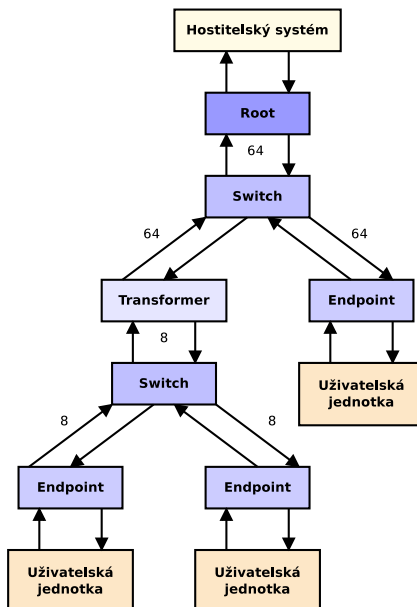 Hostitelský systém
Root
64
Switch
64
64
Transformer
Endpoint
8
Switch
Uživatelská
jednotka
8
8
Endpoint
Endpoint
Uživatelská
jednotka
Uživatelská
jednotka